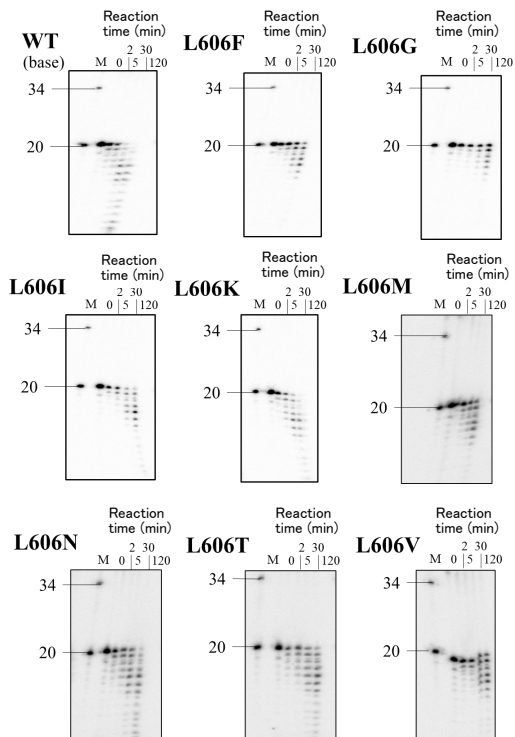 WT
(base)
Reaction
time (min)
2 30
M 0 5 120
34
20
L606F
Reaction
time (min)
2 30
M 0 5 120
34
20
L606G
Reaction
time (min)
2 30
M 0 5 120
34
20
L606I
Reaction
time (min)
2 30
M 0 5 120
34
20
L606K
Reaction
time (min)
2 30
M 0 5 120
34
20
L606M
Reaction
time (min)
2 30
M 0 5 120
34
20
L606N
Reaction
time (min)
2 30
M 0 5 120
34
20
L606T
Reaction
time (min)
2 30
M 0 5 120
34
20
L606V
Reaction
time (min)
2 30
M 0 5 120
34
20